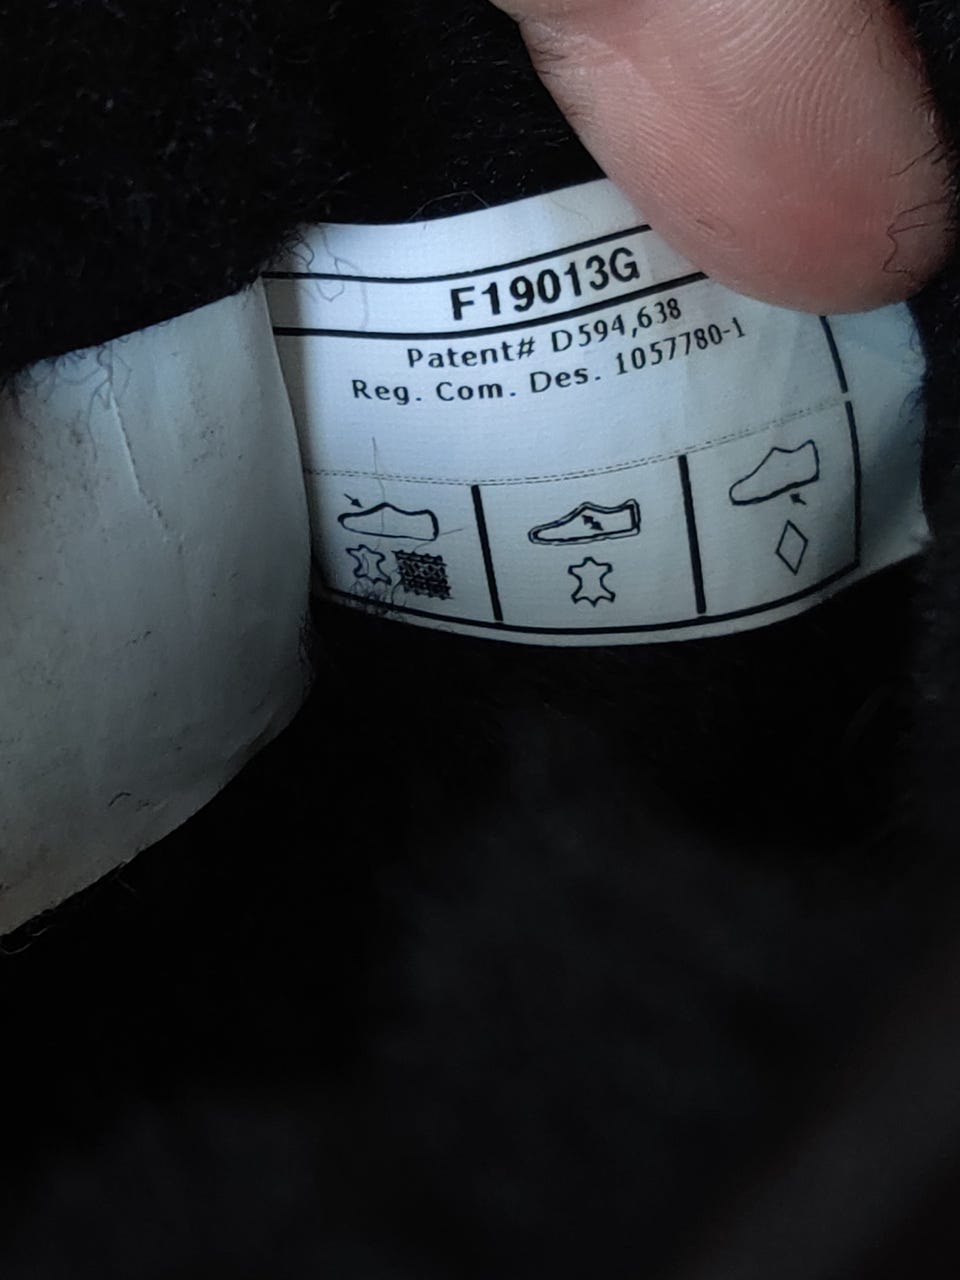 F19013G
Patent# D594,638
Reg. Com. Des. 1057780-1